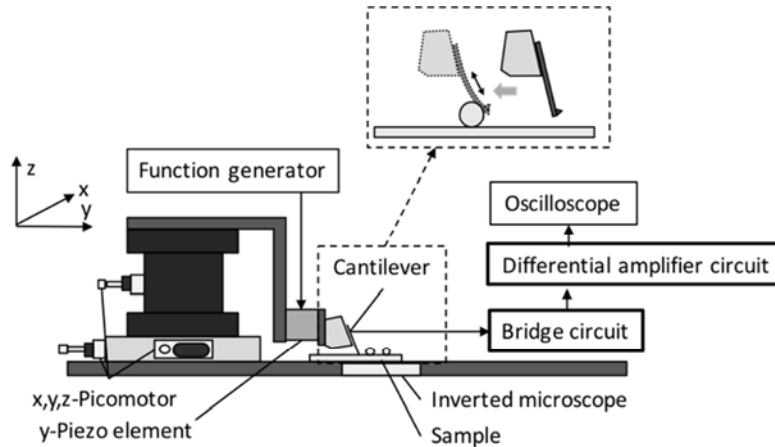 z
x
y
Function generator
Oscilloscope
Cantilever
Differential amplifier circuit
Bridge circuit
x,y,z-Picomotor
y-Piezo element
Inverted microscope
Sample